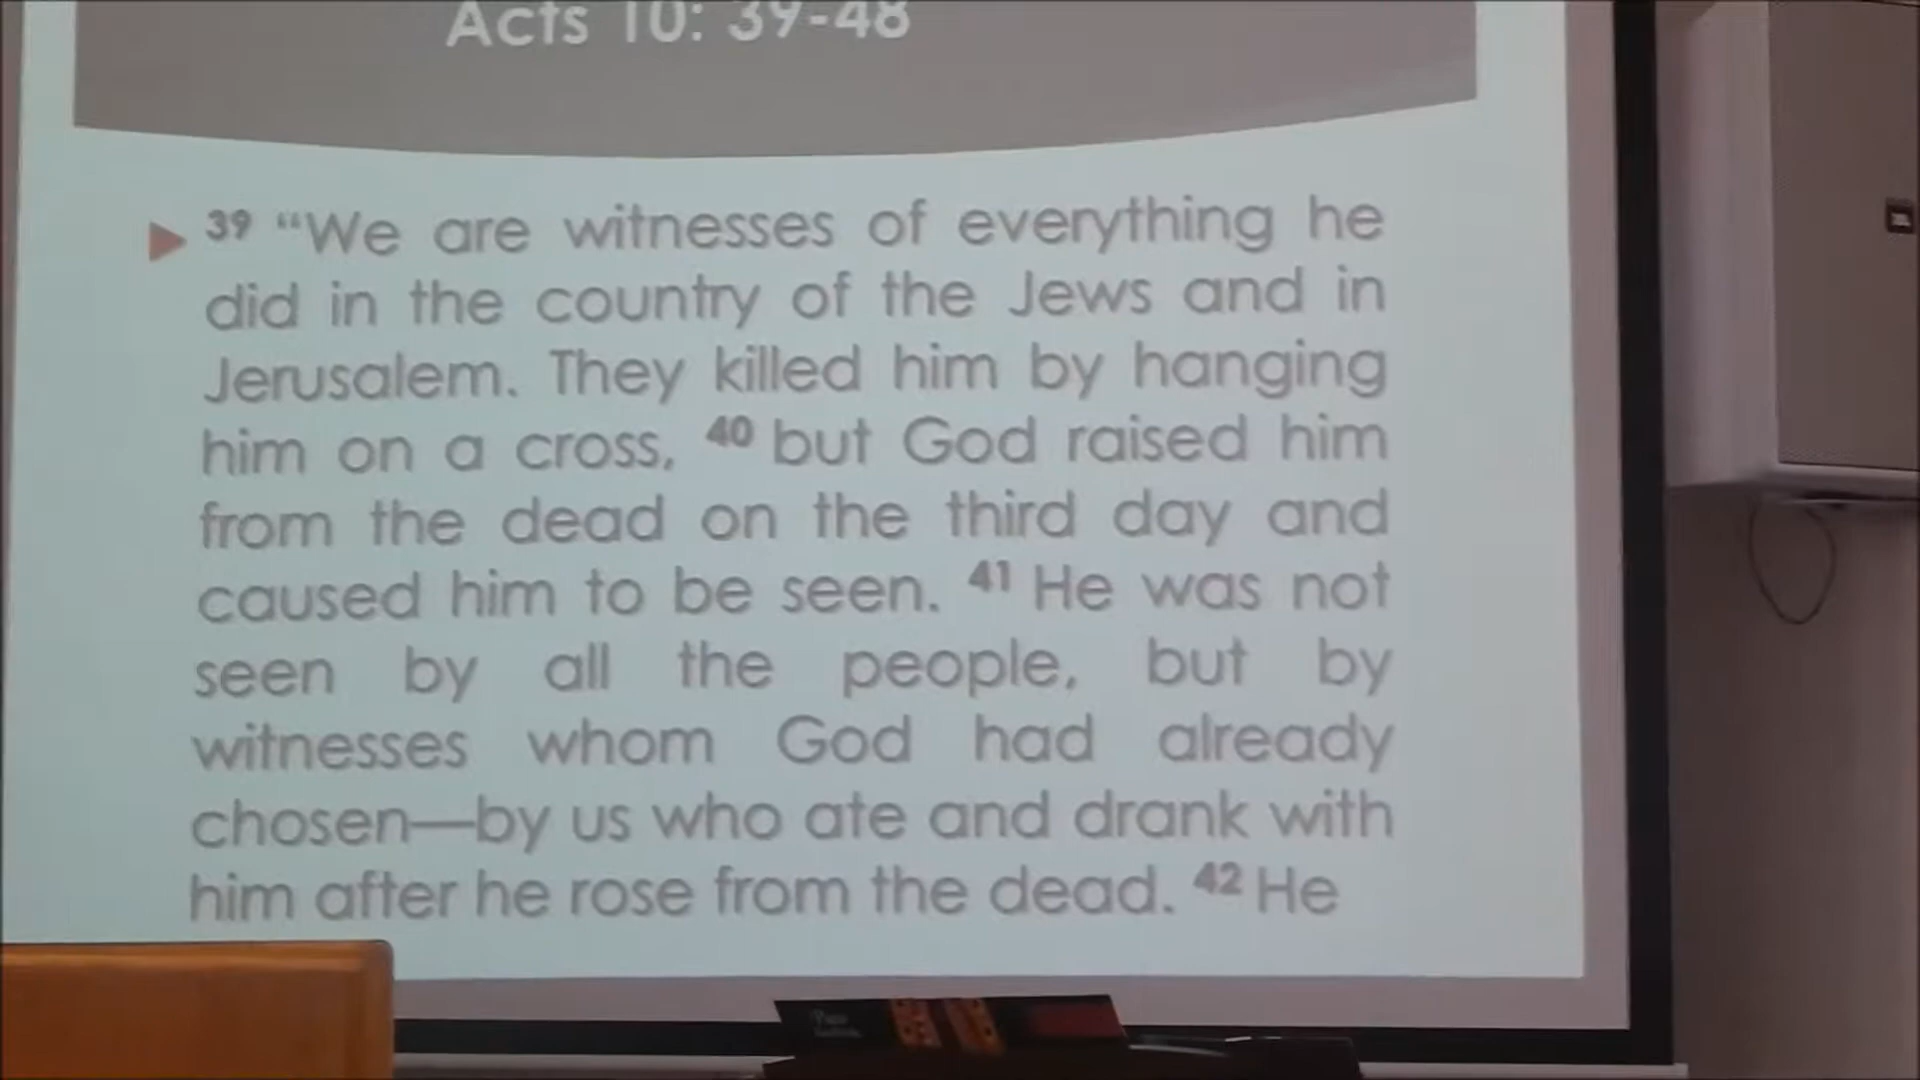 Acts 10: 39-48
39 “We are witnesses of everything he
did in the country of the Jews and in
Jerusalem. They killed him by hanging
him on a cross, 40 but God raised him
from the dead on the third day and
caused him to be seen. 41 He was not
seen by all the people, but by
witnesses whom God had already
chosen—by us who ate and drank with
him after he rose from the dead. 42 He